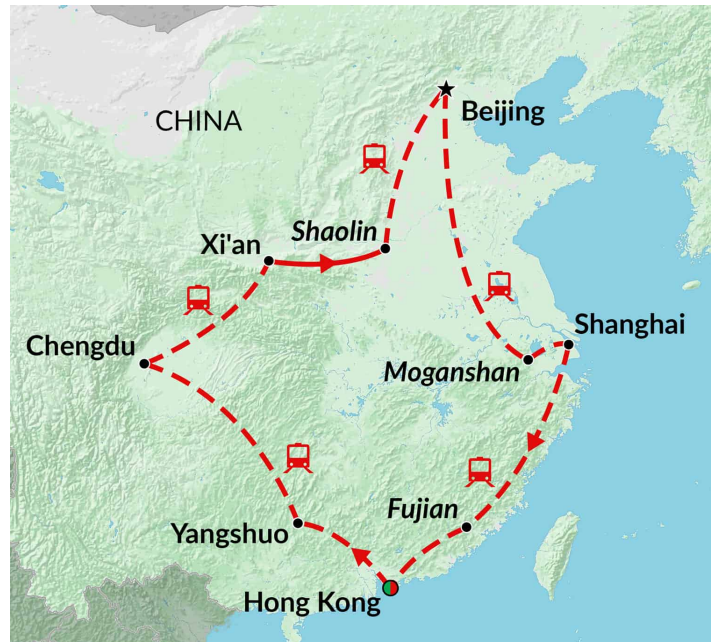 Beijing
CHINA
Shaolin
Xi'an
Shanghai
Chengdu
Moganshan
Fujian
Yangshuo
Hong Kong